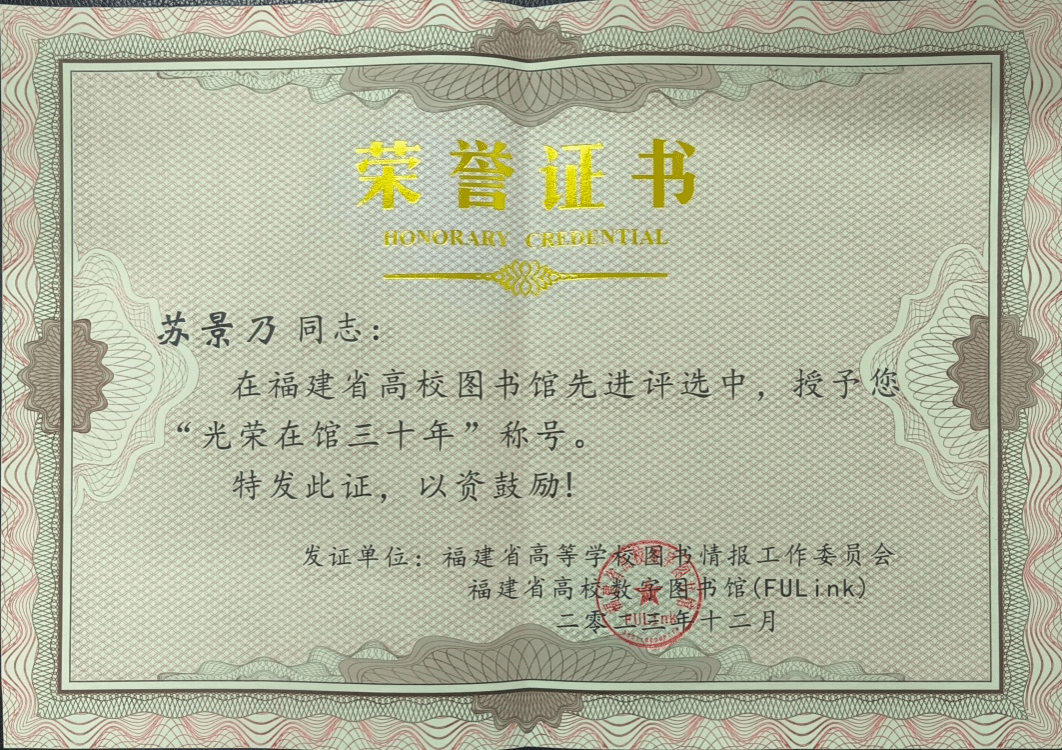 荣誉证书
HONORARY CREDENTIAL
苏景乃 同志：
在福建省高校图书馆先进评选中，授予您
“光荣在馆三十年”称号。
特发此证，以资鼓励！
发证单位：福建省高等学校图书情报工作委员会
福建省高校数字图书馆(FULink)
二零二三年十二月
FULink